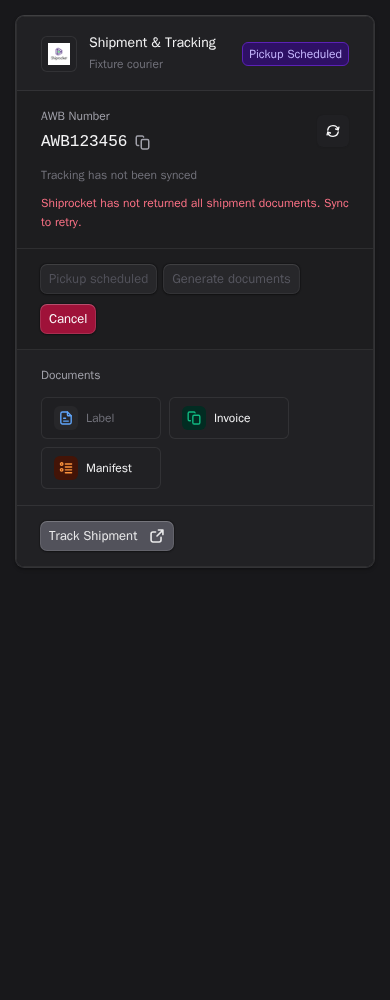 Shipment & Tracking
Fixture courier
Pickup Scheduled
AWB Number
AWB123456
Tracking has not been synced
Shiprocket has not returned all shipment documents. Sync
to retry.
Pickup scheduled
Generate documents
Cancel
Documents
Label
Invoice
Manifest
Track Shipment